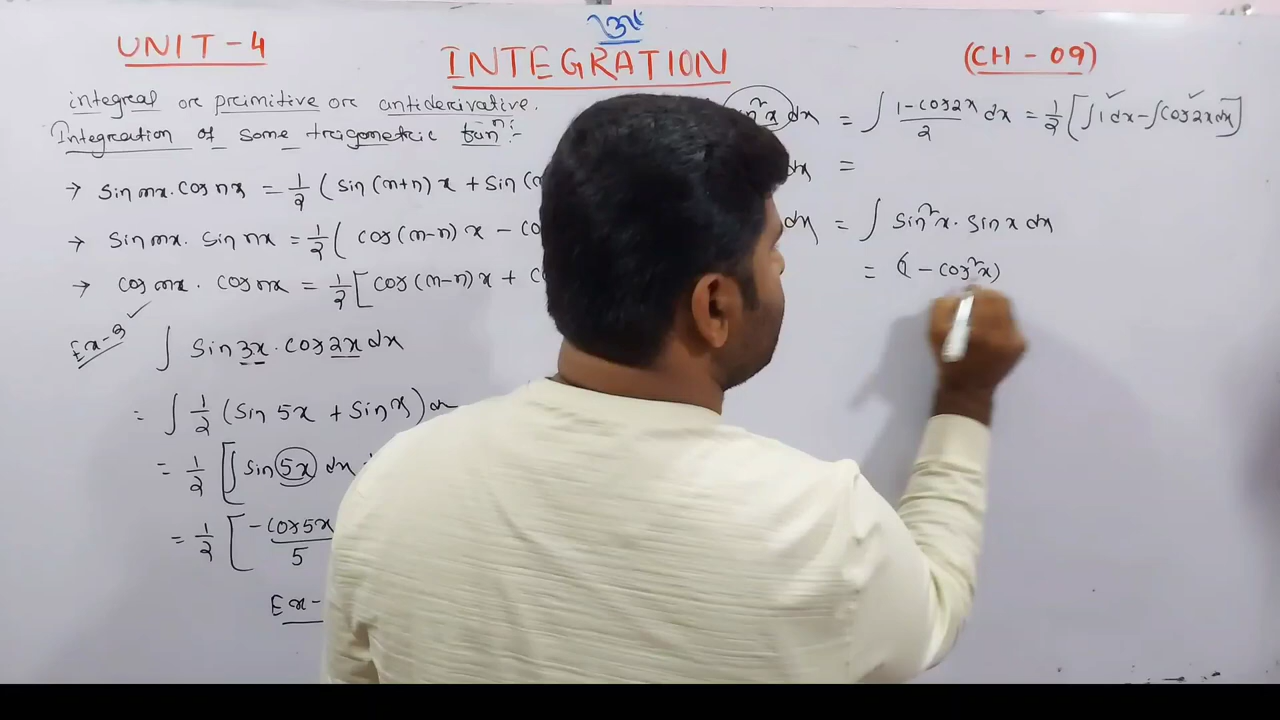 ॐ
UNIT-4
INTEGRATION
(CH-09)
integral or primitive or antiderivative.
Integration of some trigometric funⁿ:-
→ Sin mx. Cos nx = 1/2 (Sin (m+n) x + Sin (m
→ Sin mx. Sin nx = 1/2 ( Cos (m-n) x - Co
→ Cos mx. Cos nx = 1/2 [ Cos (m-n) x + C
Ex-3 ✓
∫ Sin 3x. Cos 2x dx
= ∫ 1/2 (Sin 5x + Sin x) dx
= 1/2 [ ∫ Sin 5x dx
= 1/2 [ -Cos 5x / 5
Ex-
n²x dx = ∫ (1-Cos 2x)/2 dx = 1/2 [ ∫ 1 dx - ∫ Cos 2x dx ]
dx =
dx = ∫ Sin²x. Sin x dx
= (1 - Cos²x)